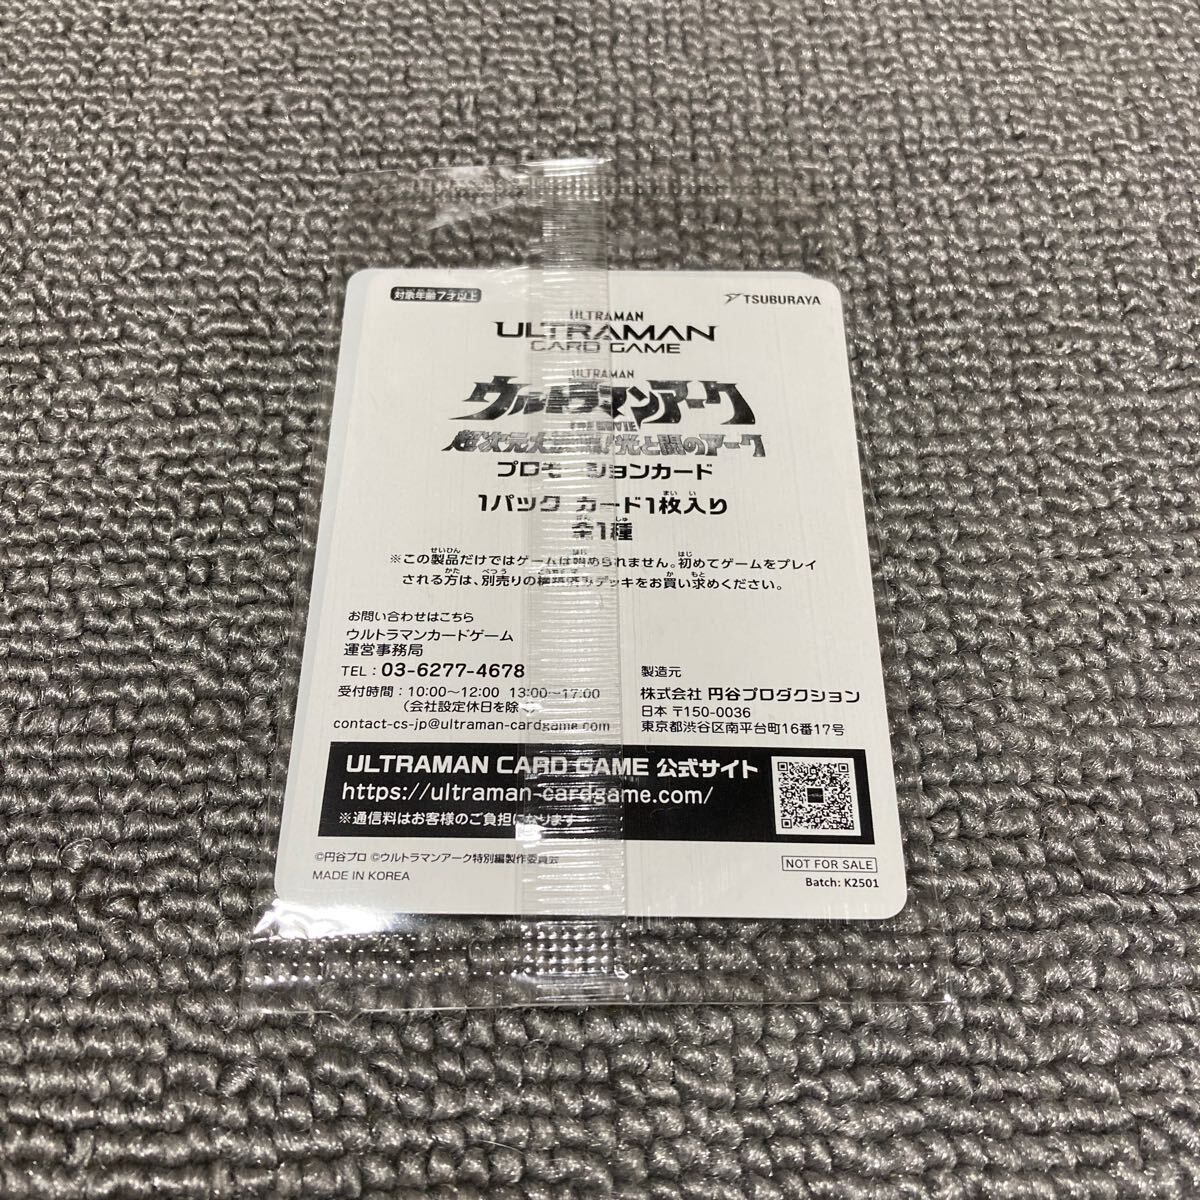 対象年齢7才以上
TSUBURAYA
ULTRAMAN
ULTRAMAN
CARD GAME
ULTRAMAN
ウルトラマンアーク
THE MOVIE
超次元大決戦!光と闇のアーク
プロモーションカード
1パック カード1枚入り
全1種
※この製品だけではゲームは始められません。初めてゲームをプレイ
される方は、別売りの構築済みデッキをお買い求めください。
お問い合わせはこちら
ウルトラマンカードゲーム
運営事務局
TEL : 03-6277-4678
受付時間 : 10:00〜12:00 13:00〜17:00
(会社設定休日を除く)
contact-cs-jp@ultraman-cardgame.com
製造元
株式会社 円谷プロダクション
日本 〒150-0036
東京都渋谷区南平台町16番17号
ULTRAMAN CARD GAME 公式サイト
https://ultraman-cardgame.com/
※通信料はお客様のご負担になります
©円谷プロ ©ウルトラマンアーク特別編製作委員会
MADE IN KOREA
NOT FOR SALE
Batch: K2501